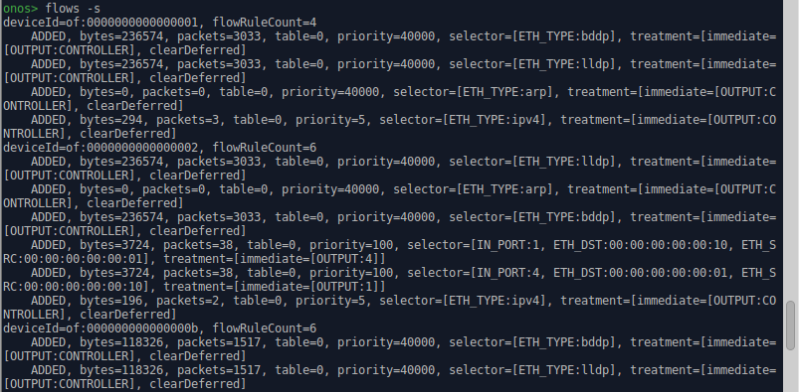 onos> flows -s
deviceId=of:0000000000000001, flowRuleCount=4
ADDED, bytes=236574, packets=3033, table=0, priority=40000, selector=[ETH_TYPE:bddp], treatment=[immediate=
[OUTPUT:CONTROLLER], clearDeferred]
ADDED, bytes=236574, packets=3033, table=0, priority=40000, selector=[ETH_TYPE:lldp], treatment=[immediate=
[OUTPUT:CONTROLLER], clearDeferred]
ADDED, bytes=0, packets=0, table=0, priority=40000, selector=[ETH_TYPE:arp], treatment=[immediate=[OUTPUT:C
ONTROLLER], clearDeferred]
ADDED, bytes=294, packets=3, table=0, priority=5, selector=[ETH_TYPE:ipv4], treatment=[immediate=[OUTPUT:CO
NTROLLER], clearDeferred]
deviceId=of:0000000000000002, flowRuleCount=6
ADDED, bytes=236574, packets=3033, table=0, priority=40000, selector=[ETH_TYPE:lldp], treatment=[immediate=
[OUTPUT:CONTROLLER], clearDeferred]
ADDED, bytes=0, packets=0, table=0, priority=40000, selector=[ETH_TYPE:arp], treatment=[immediate=[OUTPUT:C
ONTROLLER], clearDeferred]
ADDED, bytes=236574, packets=3033, table=0, priority=40000, selector=[ETH_TYPE:bddp], treatment=[immediate=
[OUTPUT:CONTROLLER], clearDeferred]
ADDED, bytes=3724, packets=38, table=0, priority=100, selector=[IN_PORT:1, ETH_DST:00:00:00:00:00:10, ETH_S
RC:00:00:00:00:00:01], treatment=[immediate=[OUTPUT:4]]
ADDED, bytes=3724, packets=38, table=0, priority=100, selector=[IN_PORT:4, ETH_DST:00:00:00:00:00:01, ETH_S
RC:00:00:00:00:00:10], treatment=[immediate=[OUTPUT:1]]
ADDED, bytes=196, packets=2, table=0, priority=5, selector=[ETH_TYPE:ipv4], treatment=[immediate=[OUTPUT:CO
NTROLLER], clearDeferred]
deviceId=of:000000000000000b, flowRuleCount=6
ADDED, bytes=118326, packets=1517, table=0, priority=40000, selector=[ETH_TYPE:bddp], treatment=[immediate=
[OUTPUT:CONTROLLER], clearDeferred]
ADDED, bytes=118326, packets=1517, table=0, priority=40000, selector=[ETH_TYPE:lldp], treatment=[immediate=
[OUTPUT:CONTROLLER], clearDeferred]